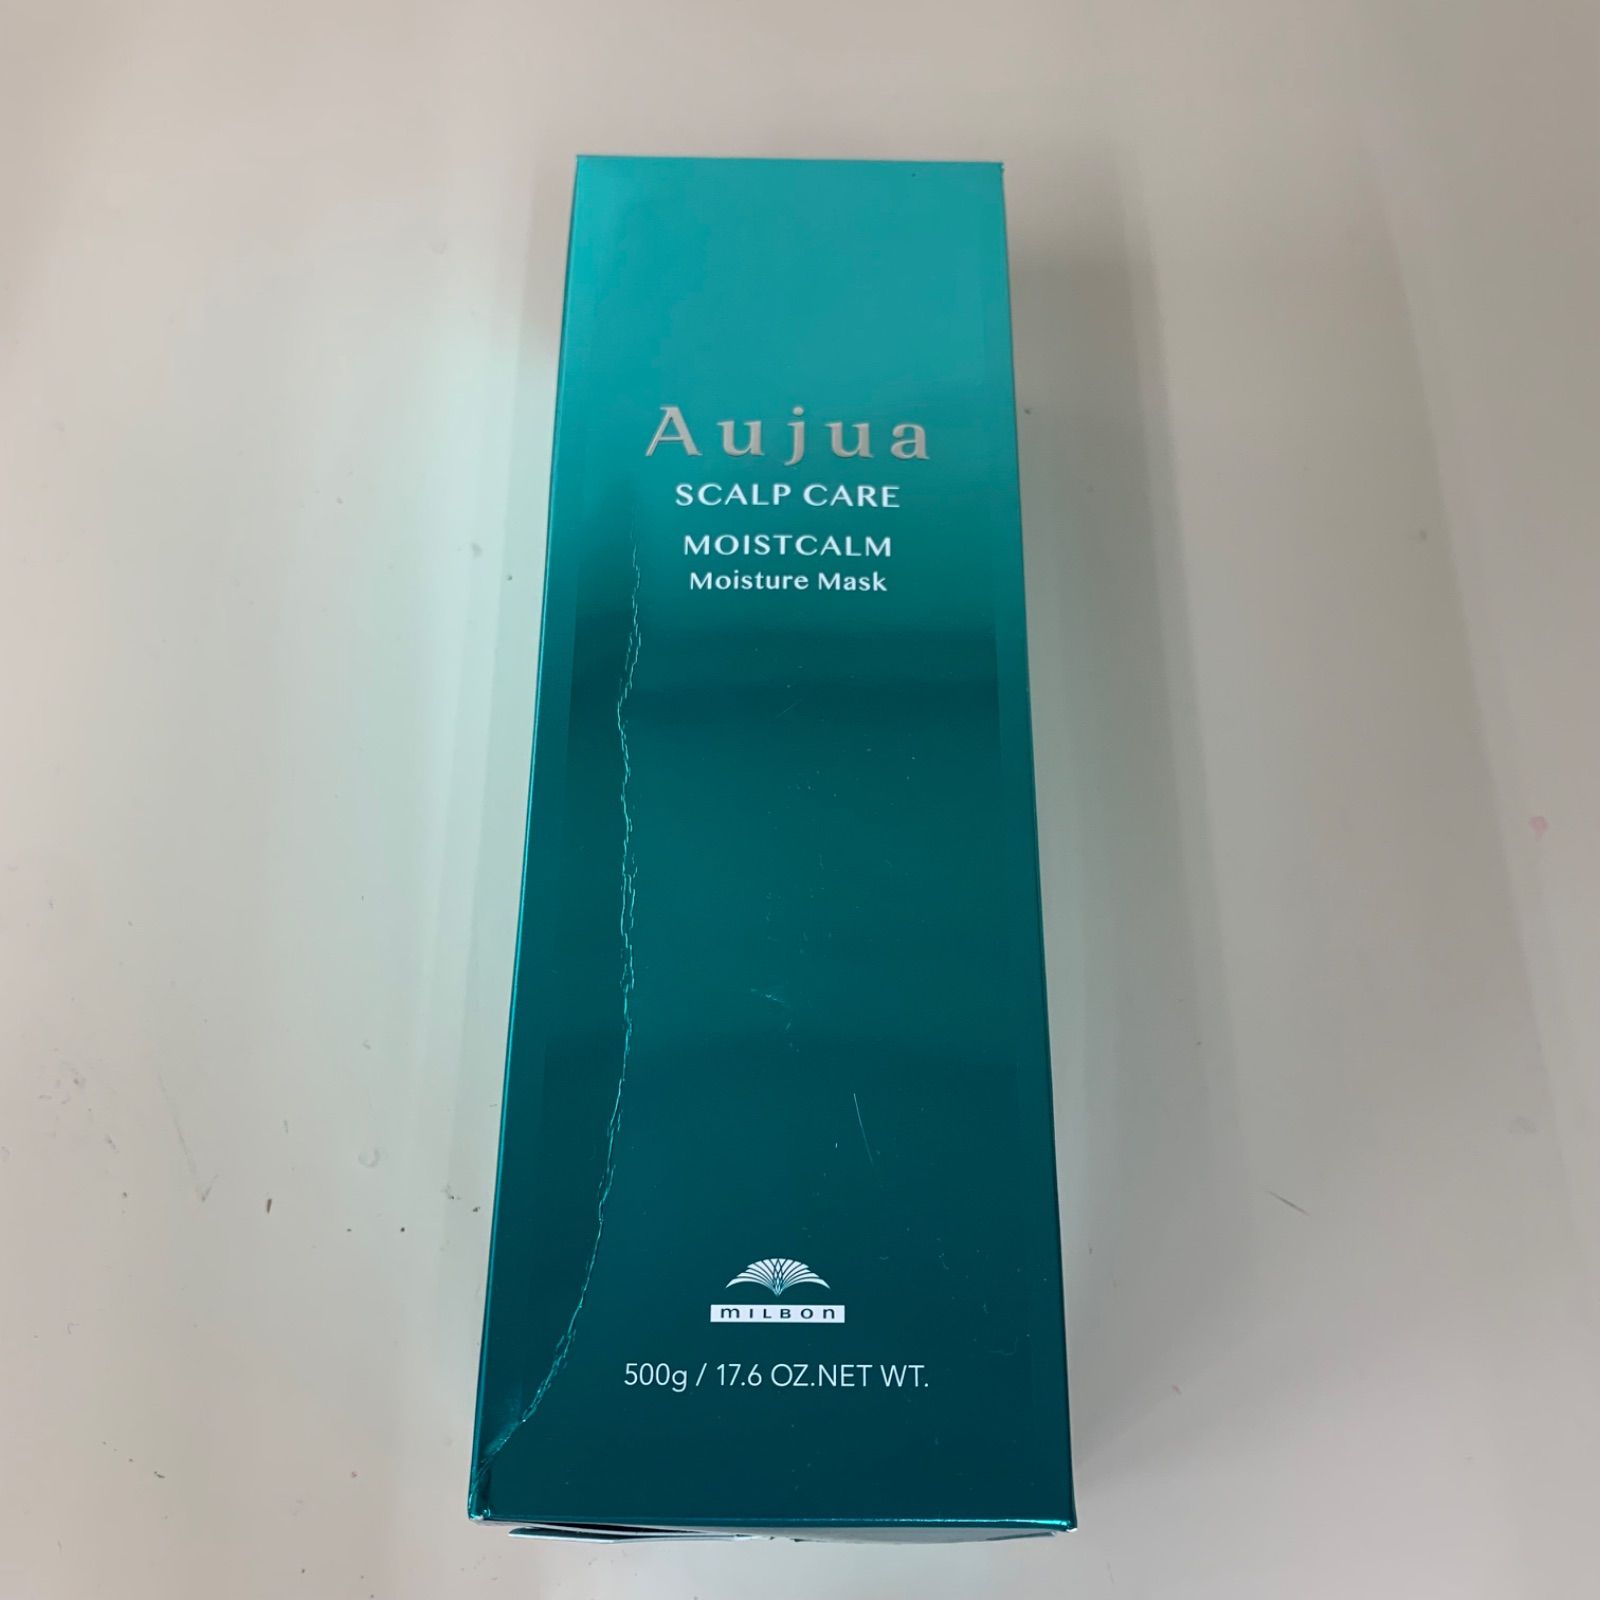 Aujua
SCALP CARE
MOISTCALM
Moisture Mask
MILBON
500g / 17.6 OZ.NET WT.